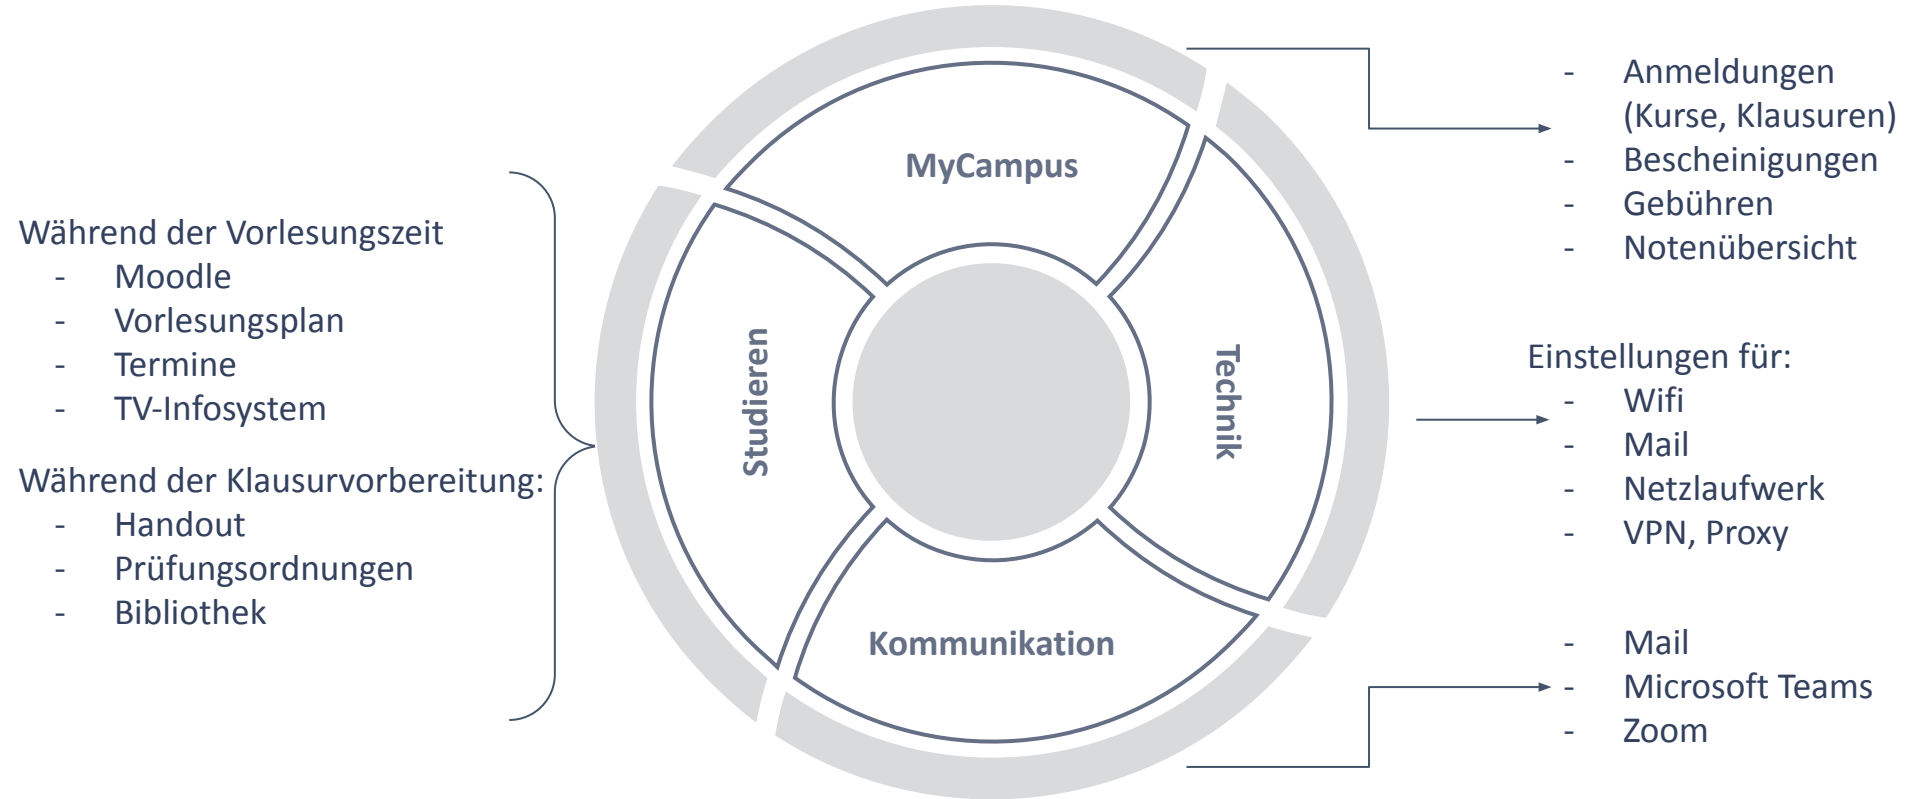 MyCampus
Technik
Kommunikation
Studieren
Während der Vorlesungszeit
- Moodle
- Vorlesungsplan
- Termine
- TV-Infosystem
Während der Klausurvorbereitung:
- Handout
- Prüfungsordnungen
- Bibliothek
- Anmeldungen
(Kurse, Klausuren)
- Bescheinigungen
- Gebühren
- Notenübersicht
Einstellungen für:
- Wifi
- Mail
- Netzlaufwerk
- VPN, Proxy
- Mail
- Microsoft Teams
- Zoom